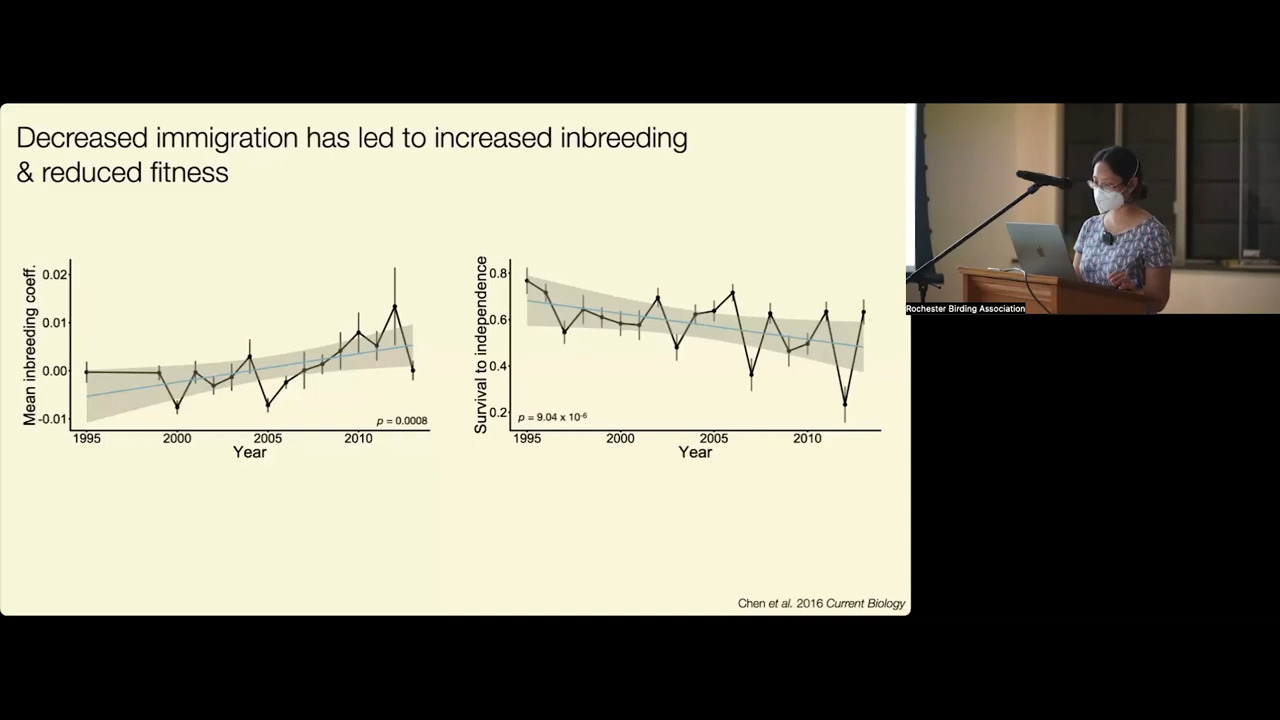 Decreased immigration has led to increased inbreeding
& reduced fitness
Mean inbreeding coeff.
0.02
0.01
0.00
-0.01
1995
2000
2005
2010
Year
p = 0.0008
Survival to independence
0.8
0.6
0.4
0.2
1995
2000
2005
2010
Year
p = 9.04 x 10-6
Chen et al. 2016 Current Biology
Rochester Birding Association